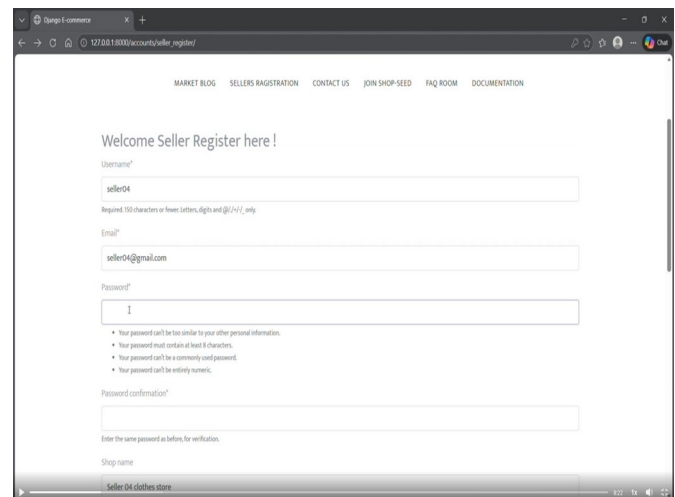 Django E-commerce
127.0.0.1:8000/accounts/seller_register/
Chat
MARKET BLOG SELLERS RAGISTRATION CONTACT US JOIN SHOP-SEED FAQ ROOM DOCUMENTATION
Welcome Seller Register here !
Username*
seller04
Required. 150 characters or fewer. Letters, digits and @/./+/-/_ only.
Email*
seller04@gmail.com
Password*
Your password can't be too similar to your other personal information.
Your password must contain at least 8 characters.
Your password can't be a commonly used password.
Your password can't be entirely numeric.
Password confirmation*
Enter the same password as before, for verification.
Shop name
Seller 04 clothes store
1x